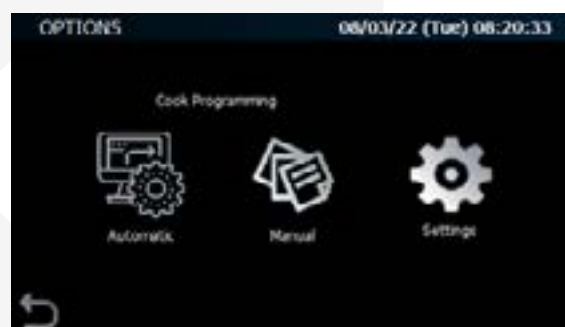 OPTIONS 08/03/22 (Tue) 08:20:33
Cook Programming
Automatic Manual Settings